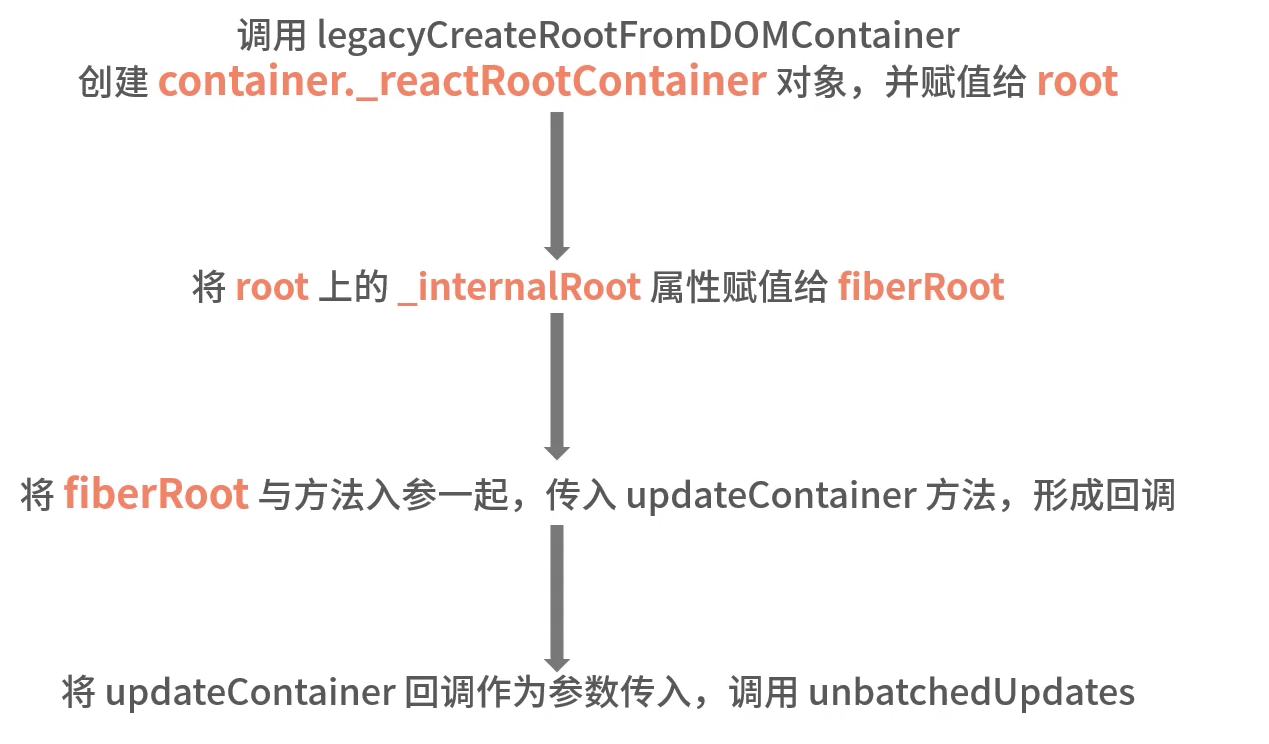 调用 legacyCreateRootFromDOMContainer
创建 container._reactRootContainer 对象，并赋值给 root
将 root 上的 _internalRoot 属性赋值给 fiberRoot
将 fiberRoot 与方法入参一起，传入 updateContainer 方法，形成回调
将 updateContainer 回调作为参数传入，调用 unbatchedUpdates